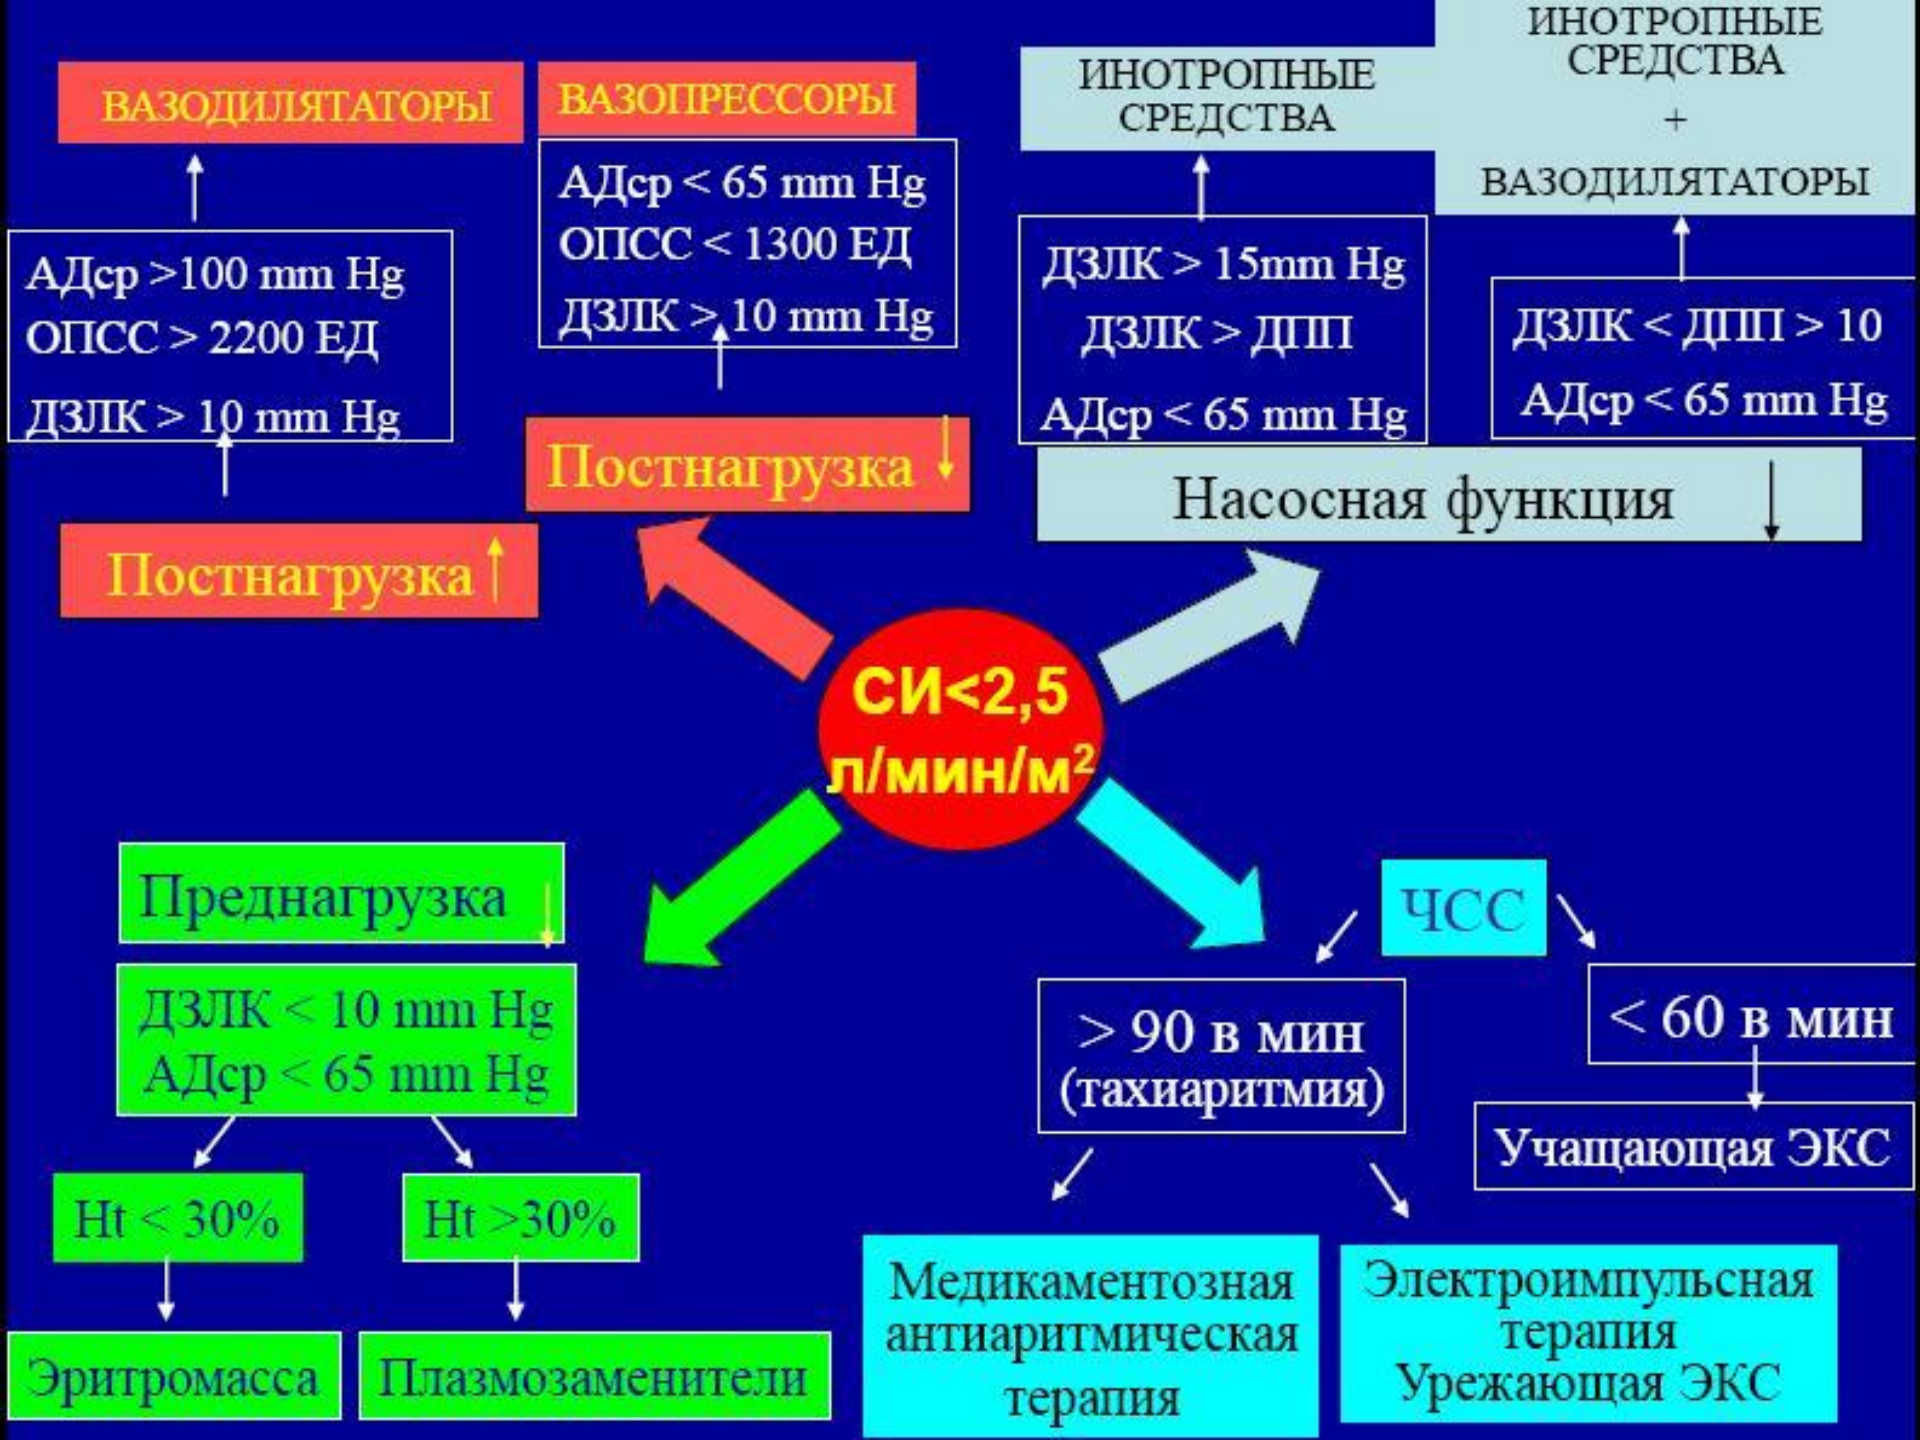 ВАЗОДИЛЯТАТОРЫ
АДср >100 mm Hg
ОПСС > 2200 ЕД
ДЗЛК > 10 mm Hg
Постнагрузка ↑
ВАЗОПРЕССОРЫ
АДср < 65 mm Hg
ОПСС < 1300 ЕД
ДЗЛК > 10 mm Hg
Постнагрузка ↓
ИНОТРОПНЫЕ
СРЕДСТВА
ДЗЛК > 15mm Hg
ДЗЛК > ДПП
АДср < 65 mm Hg
ИНОТРОПНЫЕ
СРЕДСТВА
+
ВАЗОДИЛЯТАТОРЫ
ДЗЛК < ДПП > 10
АДср < 65 mm Hg
Насосная функция ↓
СИ<2,5
л/мин/м²
Преднагрузка ↓
ДЗЛК < 10 mm Hg
АДср < 65 mm Hg
Ht < 30%
Ht >30%
Эритромасса
Плазмозаменители
ЧСС
> 90 в мин
(тахиаритмия)
< 60 в мин
Учащающая ЭКС
Медикаментозная
антиаритмическая
терапия
Электроимпульсная
терапия
Урежающая ЭКС